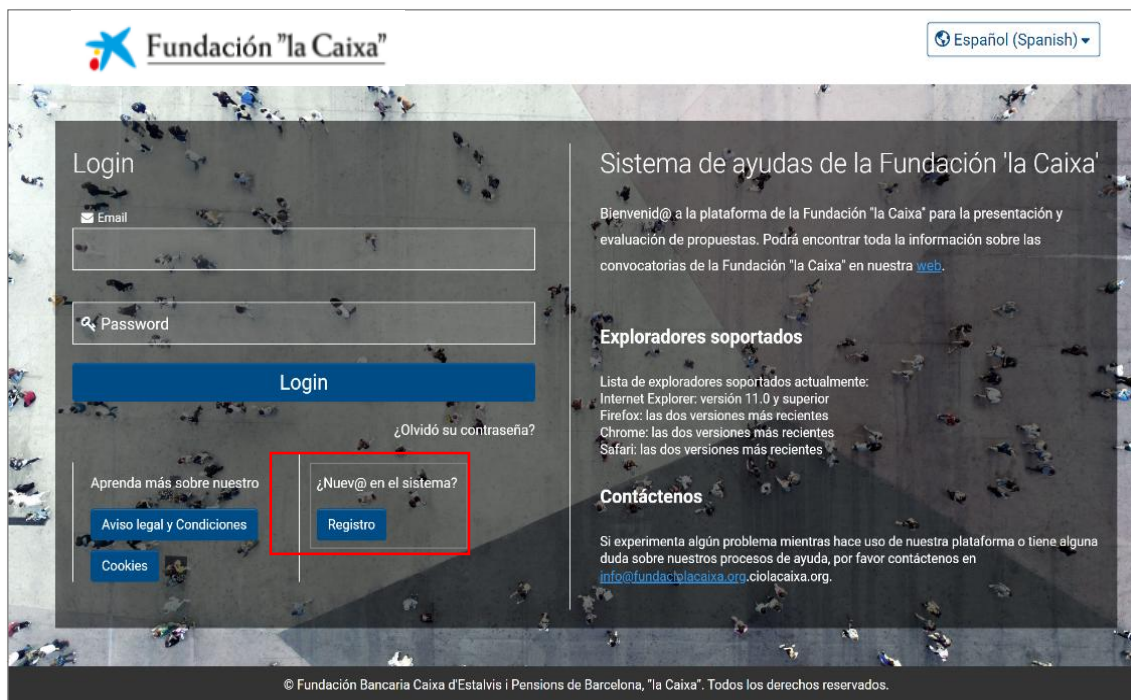 Fundación "la Caixa"
Español (Spanish)
Login
Email
Password
Login
¿Olvidó su contraseña?
Aprenda más sobre nuestro
Aviso legal y Condiciones
Cookies
¿Nuev@ en el sistema?
Registro
Sistema de ayudas de la Fundación 'la Caixa'
Bienvenid@ a la plataforma de la Fundación "la Caixa" para la presentación y
evaluación de propuestas. Podrá encontrar toda la información sobre las
convocatorias de la Fundación "la Caixa" en nuestra web.
Exploradores soportados
Lista de exploradores soportados actualmente:
Internet Explorer: versión 11.0 y superior
Firefox: las dos versiones más recientes
Chrome: las dos versiones más recientes
Safari: las dos versiones más recientes
Contáctenos
Si experimenta algún problema mientras hace uso de nuestra plataforma o tiene alguna
duda sobre nuestros procesos de ayuda, por favor contáctenos en
info@fundaciolacaixa.org.ciolacaixa.org.
© Fundación Bancaria Caixa d'Estalvis i Pensions de Barcelona, "la Caixa". Todos los derechos reservados.